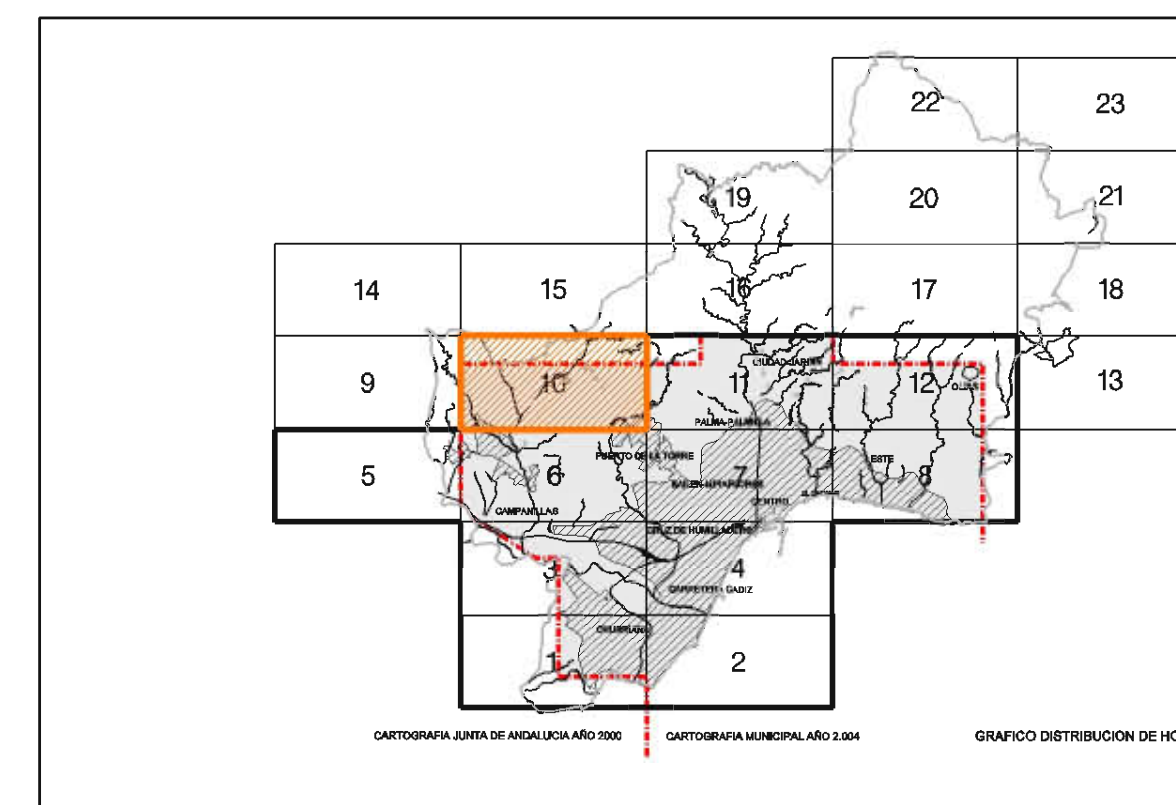 22 23
19 20 21
14 15 16 17 18
CIUDAD JARDIN
9 10 11 12 13
OLIAS
PALMA-PALMILLA
PUERTO DE LA TORRE
ESTE
5 6 7 8
BAILEN-MIRAFLORES
CENTRO
CAMPANILLAS
CRUZ DE HUMILLADERO
3 4
CARRETERA CADIZ
CHURRIANA
1 2
CARTOGRAFIA JUNTA DE ANDALUCIA AÑO 2000 CARTOGRAFIA MUNICIPAL AÑO 2.004 GRAFICO DISTRIBUCION DE HO